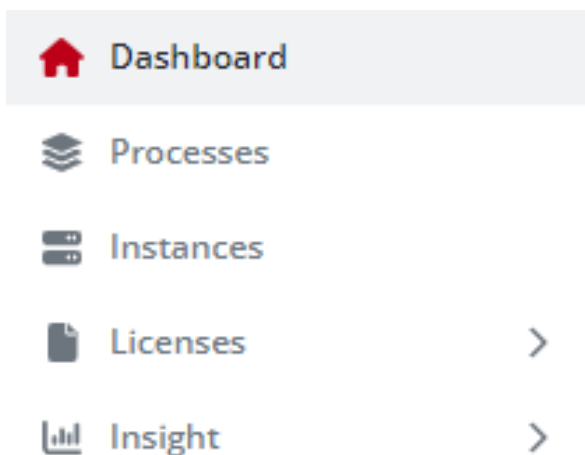 Dashboard
Processes
Instances
Licenses
Insight